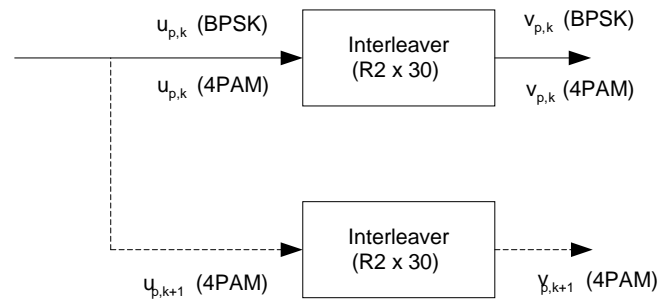 u_{p,k} (BPSK)
u_{p,k} (4PAM)
Interleaver
(R2 x 30)
v_{p,k} (BPSK)
v_{p,k} (4PAM)
u_{p,k+1} (4PAM)
Interleaver
(R2 x 30)
v_{p,k+1} (4PAM)